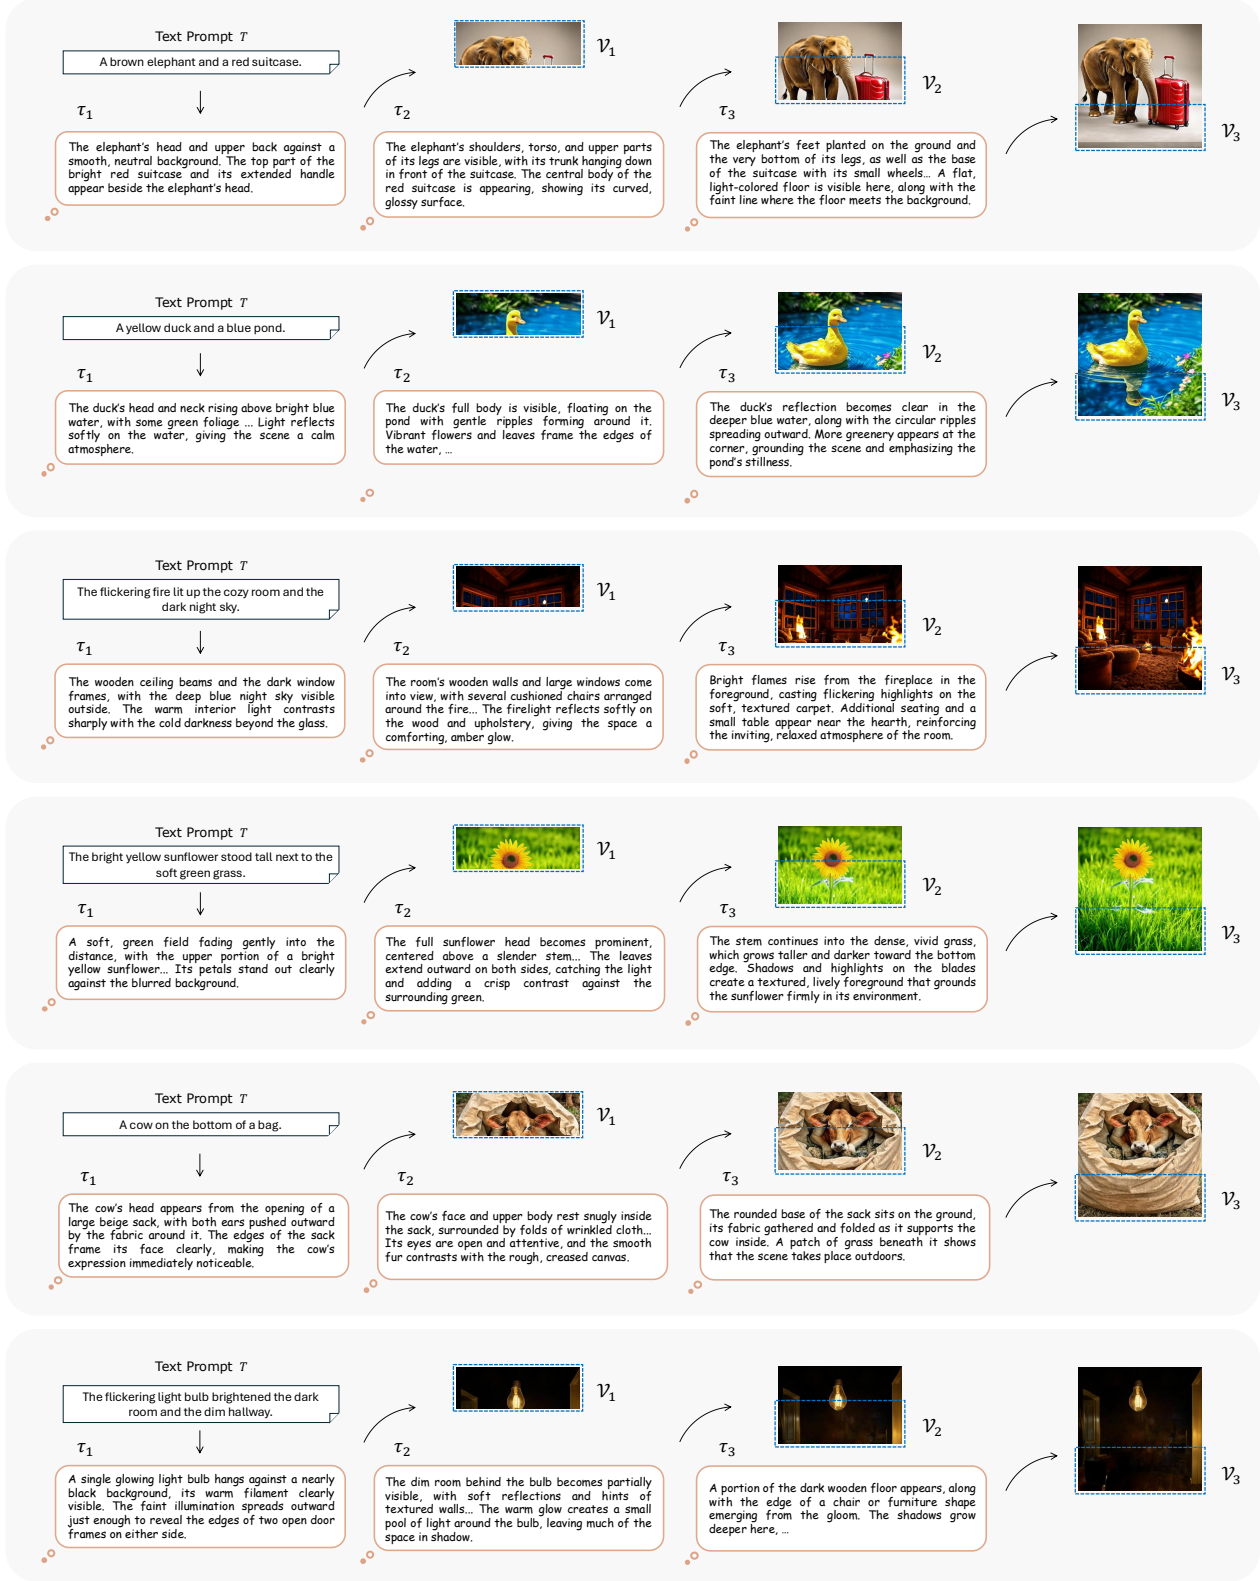 Text Prompt T
A brown elephant and a red suitcase.
τ1
The elephant's head and upper back against a
smooth, neutral background. The top part of the
bright red suitcase and its extended handle
appear beside the elephant's head.
𝒱1
τ2
The elephant's shoulders, torso, and upper parts
of its legs are visible, with its trunk hanging down
in front of the suitcase. The central body of the
red suitcase is appearing, showing its curved,
glossy surface.
𝒱2
τ3
The elephant's feet planted on the ground and
the very bottom of its legs, as well as the base
of the suitcase with its small wheels... A flat,
light-colored floor is visible here, along with the
faint line where the floor meets the background.
𝒱3
Text Prompt T
A yellow duck and a blue pond.
τ1
The duck's head and neck rising above bright blue
water, with some green foliage ... Light reflects
softly on the water, giving the scene a calm
atmosphere.
𝒱1
τ2
The duck's full body is visible, floating on the
pond with gentle ripples forming around it.
Vibrant flowers and leaves frame the edges of
the water, ...
𝒱2
τ3
The duck's reflection becomes clear in the
deeper blue water, along with the circular ripples
spreading outward. More greenery appears at the
corner, grounding the scene and emphasizing the
pond's stillness.
𝒱3
Text Prompt T
The flickering fire lit up the cozy room and the
dark night sky.
τ1
The wooden ceiling beams and the dark window
frames, with the deep blue night sky visible
outside. The warm interior light contrasts
sharply with the cold darkness beyond the glass.
𝒱1
τ2
The room's wooden walls and large windows come
into view, with several cushioned chairs arranged
around the fire... The firelight reflects softly on
the wood and upholstery, giving the space a
comforting, amber glow.
𝒱2
τ3
Bright flames rise from the fireplace in the
foreground, casting flickering highlights on the
soft, textured carpet. Additional seating and a
small table appear near the hearth, reinforcing
the inviting, relaxed atmosphere of the room.
𝒱3
Text Prompt T
The bright yellow sunflower stood tall next to the
soft green grass.
τ1
A soft, green field fading gently into the
distance, with the upper portion of a bright
yellow sunflower... Its petals stand out clearly
against the blurred background.
𝒱1
τ2
The full sunflower head becomes prominent,
centered above a slender stem... The leaves
extend outward on both sides, catching the light
and adding a crisp contrast against the
surrounding green.
𝒱2
τ3
The stem continues into the dense, vivid grass,
which grows taller and darker toward the bottom
edge. Shadows and highlights on the blades
create a textured, lively foreground that grounds
the sunflower firmly in its environment.
𝒱3
Text Prompt T
A cow on the bottom of a bag.
τ1
The cow's head appears from the opening of a
large beige sack, with both ears pushed outward
by the fabric around it. The edges of the sack
frame its face clearly, making the cow's
expression immediately noticeable.
𝒱1
τ2
The cow's face and upper body rest snugly inside
the sack, surrounded by folds of wrinkled cloth...
Its eyes are open and attentive, and the smooth
fur contrasts with the rough, creased canvas.
𝒱2
τ3
The rounded base of the sack sits on the ground,
its fabric gathered and folded as it supports the
cow inside. A patch of grass beneath it shows
that the scene takes place outdoors.
𝒱3
Text Prompt T
The flickering light bulb brightened the dark
room and the dim hallway.
τ1
A single glowing light bulb hangs against a nearly
black background, its warm filament clearly
visible. The faint illumination spreads outward
just enough to reveal the edges of two open door
frames on either side.
𝒱1
τ2
The dim room behind the bulb becomes partially
visible, with soft reflections and hints of
textured walls... The warm glow creates a small
pool of light around the bulb, leaving much of the
space in shadow.
𝒱2
τ3
A portion of the dark wooden floor appears, along
with the edge of a chair or furniture shape
emerging from the gloom. The shadows grow
deeper here, ...
𝒱3